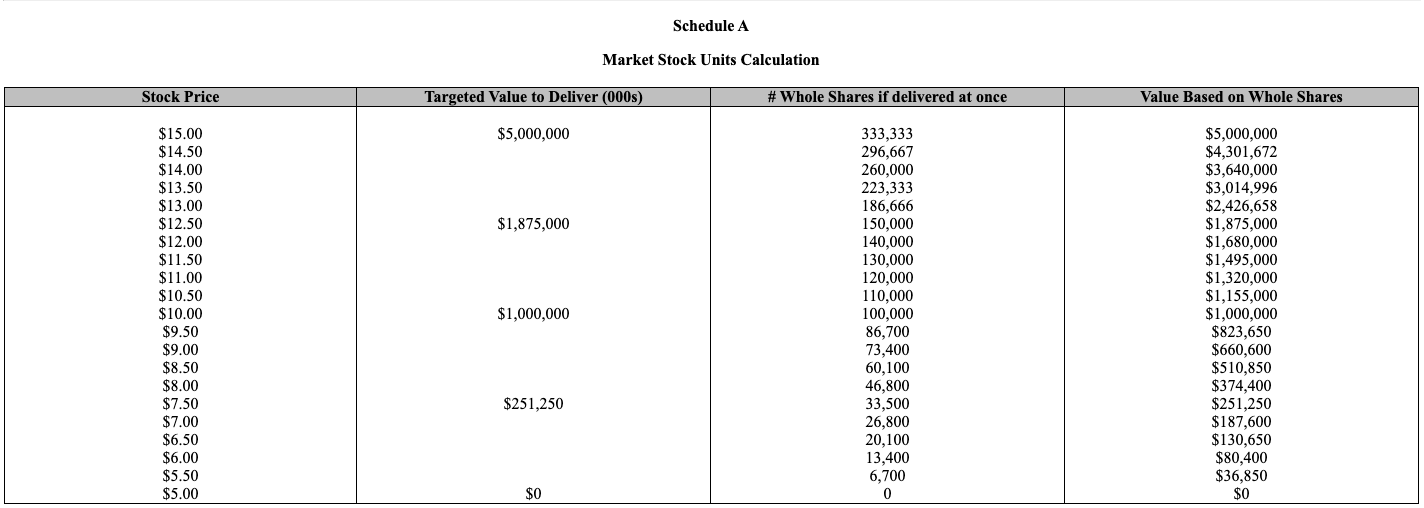 Schedule A
Market Stock Units Calculation
Stock Price Targeted Value to Deliver (000s) # Whole Shares if delivered at once Value Based on Whole Shares
$15.00 $5,000,000 333,333 $5,000,000
$14.50 296,667 $4,301,672
$14.00 260,000 $3,640,000
$13.50 223,333 $3,014,996
$13.00 186,666 $2,426,658
$12.50 $1,875,000 150,000 $1,875,000
$12.00 140,000 $1,680,000
$11.50 130,000 $1,495,000
$11.00 120,000 $1,320,000
$10.50 110,000 $1,155,000
$10.00 $1,000,000 100,000 $1,000,000
$9.50 86,700 $823,650
$9.00 73,400 $660,600
$8.50 60,100 $510,850
$8.00 46,800 $374,400
$7.50 $251,250 33,500 $251,250
$7.00 26,800 $187,600
$6.50 20,100 $130,650
$6.00 13,400 $80,400
$5.50 6,700 $36,850
$5.00 $0 0 $0